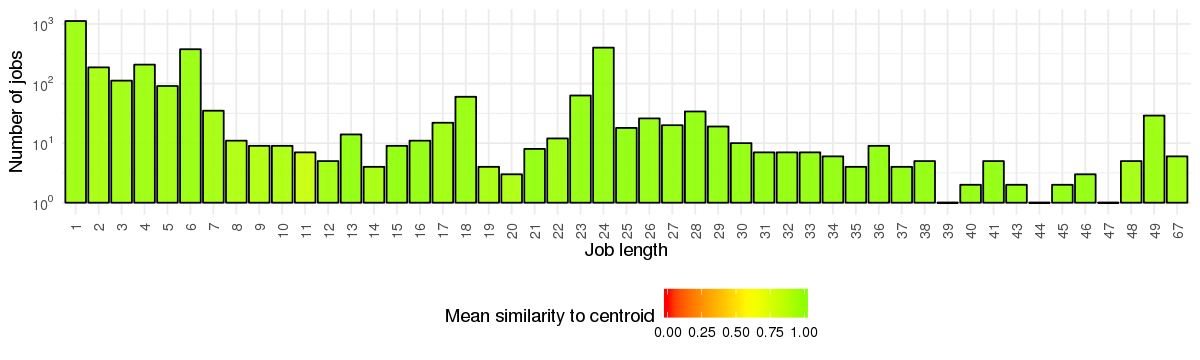 Number of jobs
10³
10²
10¹
10⁰
1 2 3 4 5 6 7 8 9 10 11 12 13 14 15 16 17 18 19 20 21 22 23 24 25 26 27 28 29 30 31 32 33 34 35 36 37 38 39 40 41 43 44 45 46 47 48 49 67
Job length
Mean similarity to centroid
0.00 0.25 0.50 0.75 1.00